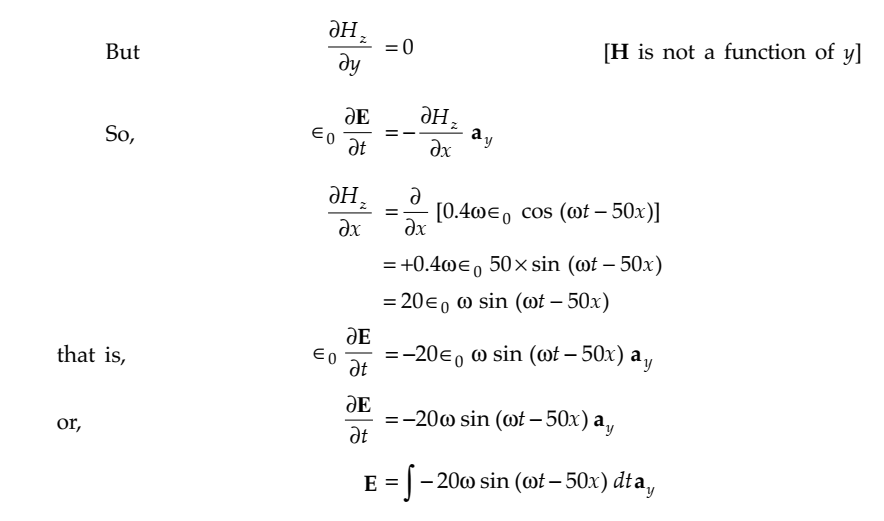 But ∂H_z/∂y = 0 [H is not a function of y]
So, ∈_0 ∂E/∂t = −∂H_z/∂x a_y
∂H_z/∂x = ∂/∂x [0.4ω∈_0 cos (ωt − 50x)]
= +0.4ω∈_0 50 × sin (ωt − 50x)
= 20∈_0 ω sin (ωt − 50x)
that is, ∈_0 ∂E/∂t = −20∈_0 ω sin (ωt − 50x) a_y
or, ∂E/∂t = −20ω sin (ωt − 50x) a_y
E = ∫ − 20ω sin (ωt − 50x) dt a_y